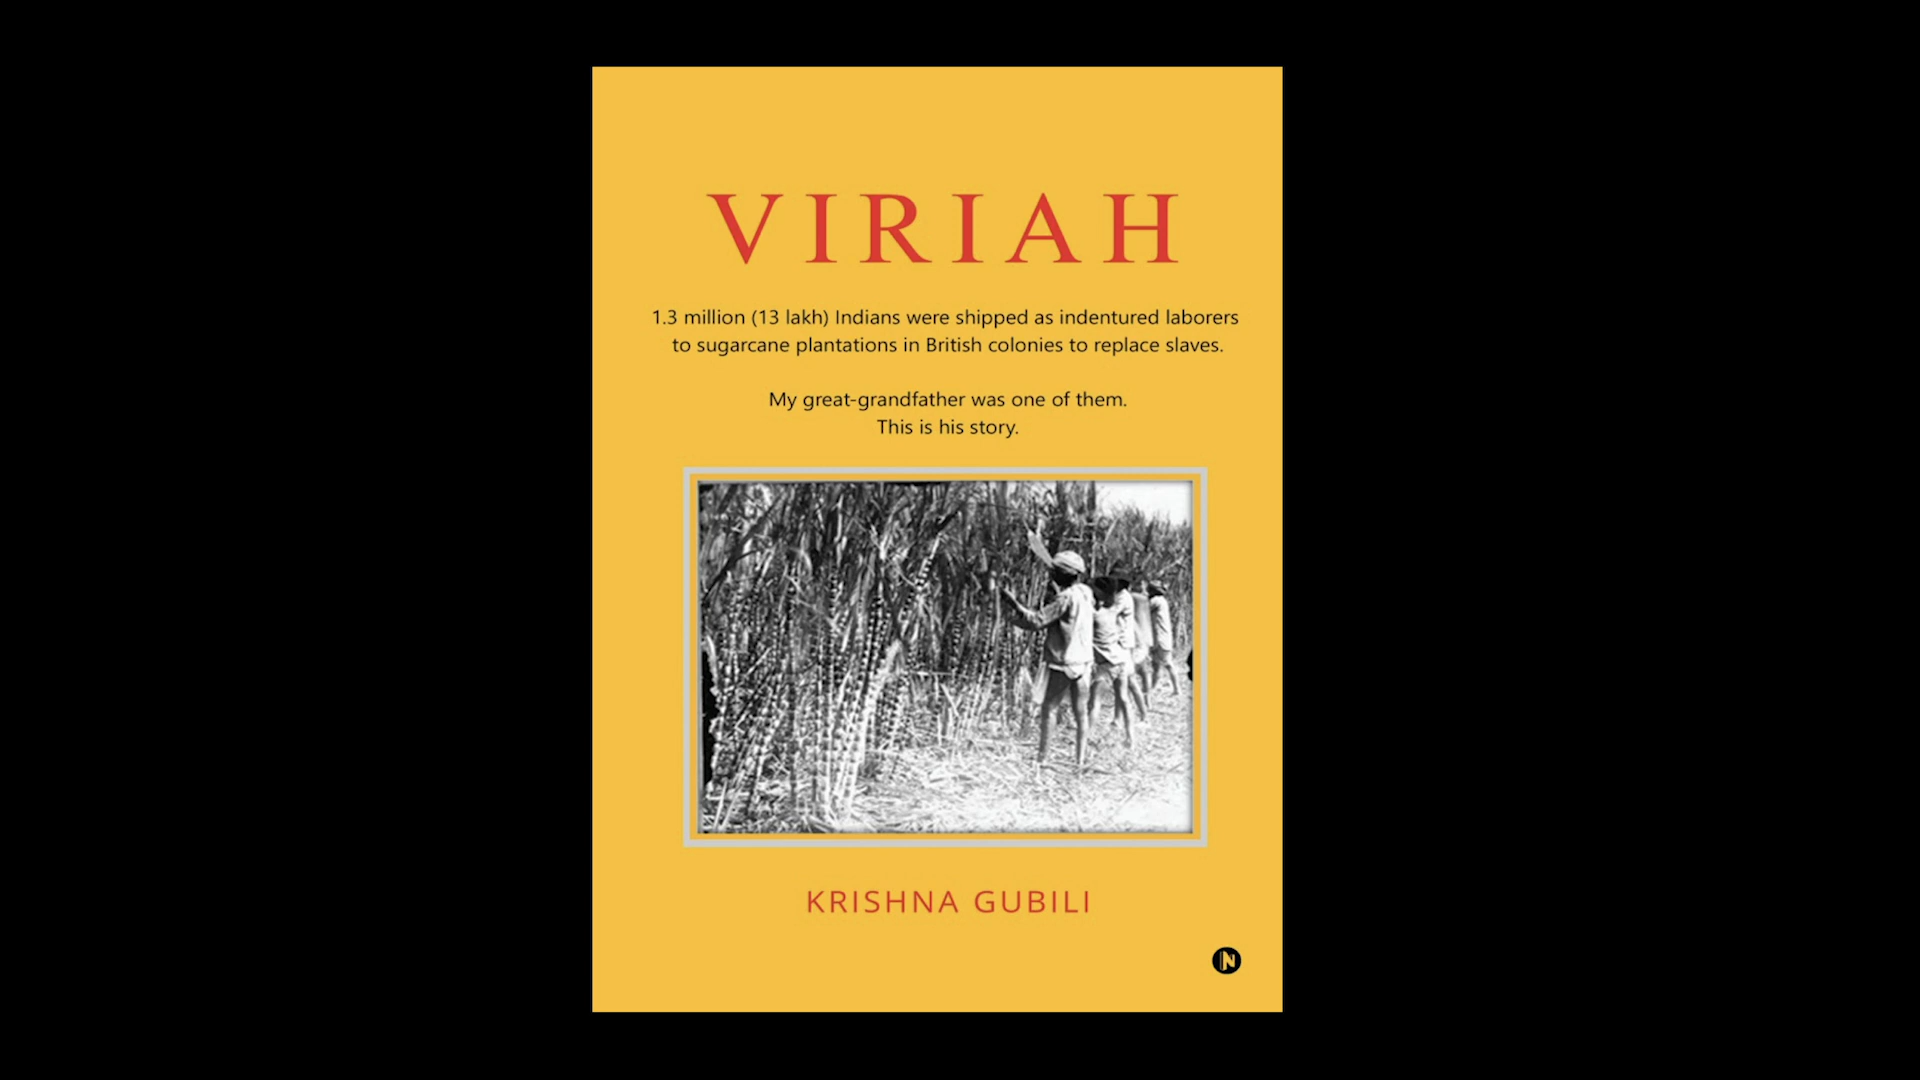 VIRIAH
1.3 million (13 lakh) Indians were shipped as indentured laborers
to sugarcane plantations in British colonies to replace slaves.
My great-grandfather was one of them.
This is his story.
KRISHNA GUBILI
N